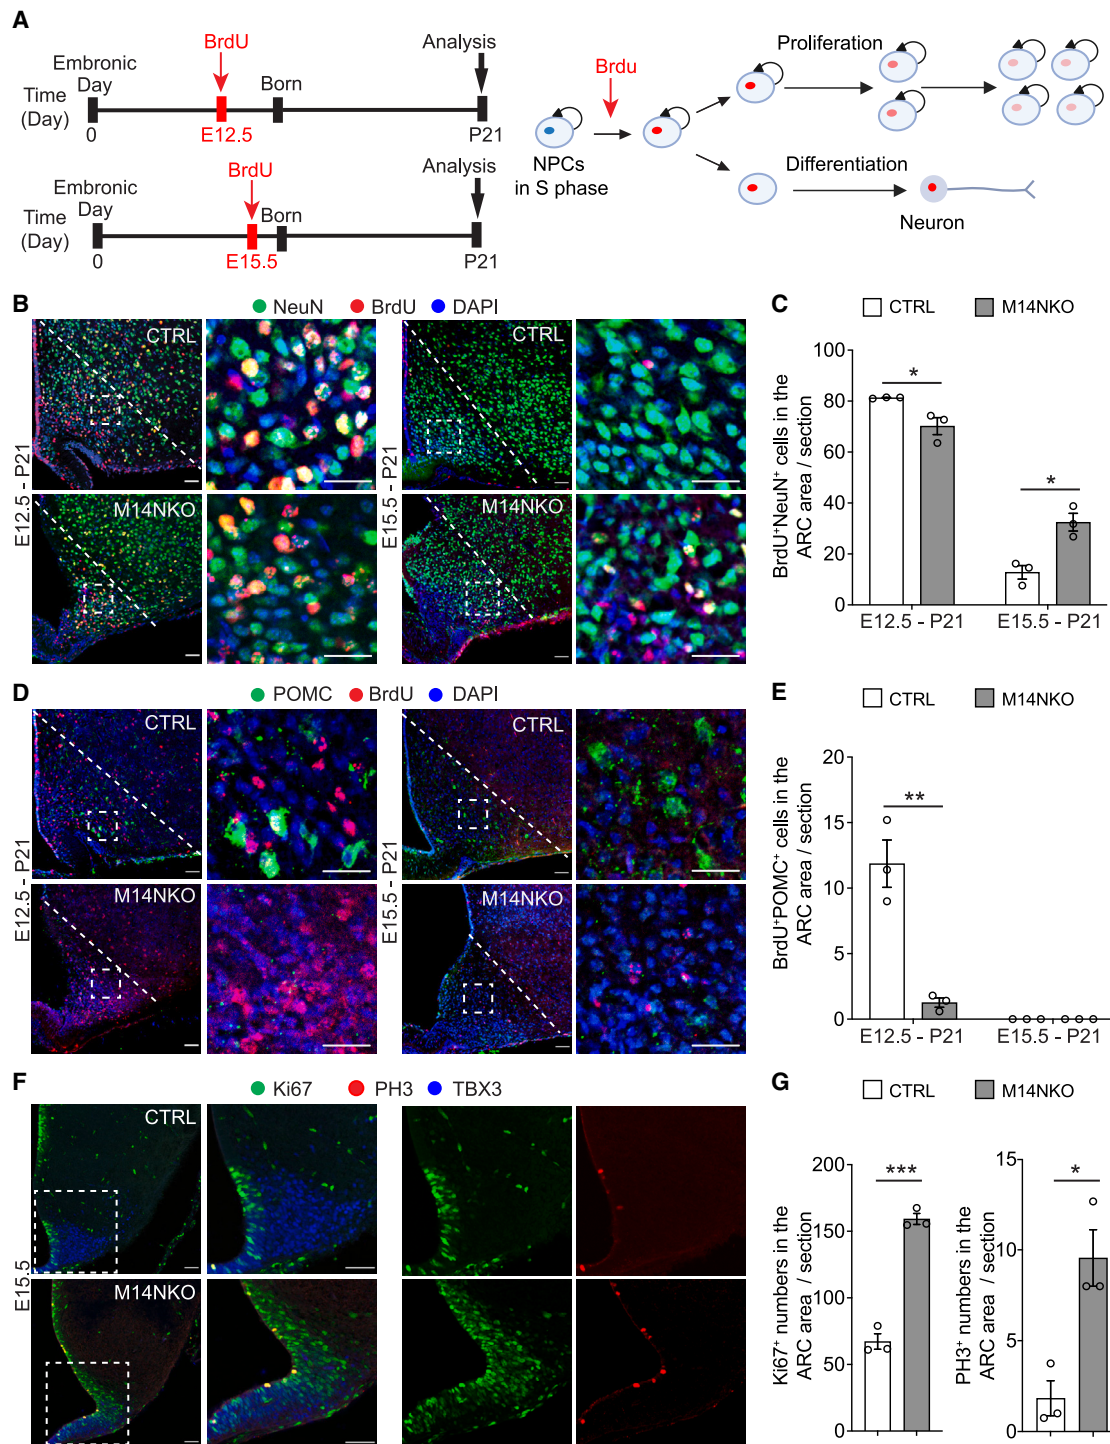 A
Embronic
Day
Time
(Day)
0
BrdU
E12.5
Born
Analysis
P21
Embronic
Day
Time
(Day)
0
BrdU
E15.5
Born
Analysis
P21
Brdu
NPCs
in S phase
Proliferation
Differentiation
Neuron
B
NeuN BrdU DAPI
E12.5 - P21
CTRL
M14NKO
E15.5 - P21
C
CTRL M14NKO
BrdU⁺NeuN⁺ cells in the
ARC area / section
100
80
60
40
20
0
*
*
E12.5 - P21 E15.5 - P21
D
POMC BrdU DAPI
E12.5 - P21
CTRL
M14NKO
E15.5 - P21
E
CTRL M14NKO
BrdU⁺POMC⁺ cells in the
ARC area / section
20
15
10
5
0
**
E12.5 - P21 E15.5 - P21
F
Ki67 PH3 TBX3
E15.5
CTRL
M14NKO
G
CTRL M14NKO
Ki67⁺ numbers in the
ARC area / section
200
150
100
50
0
***
PH3⁺ numbers in the
ARC area / section
15
10
5
0
*